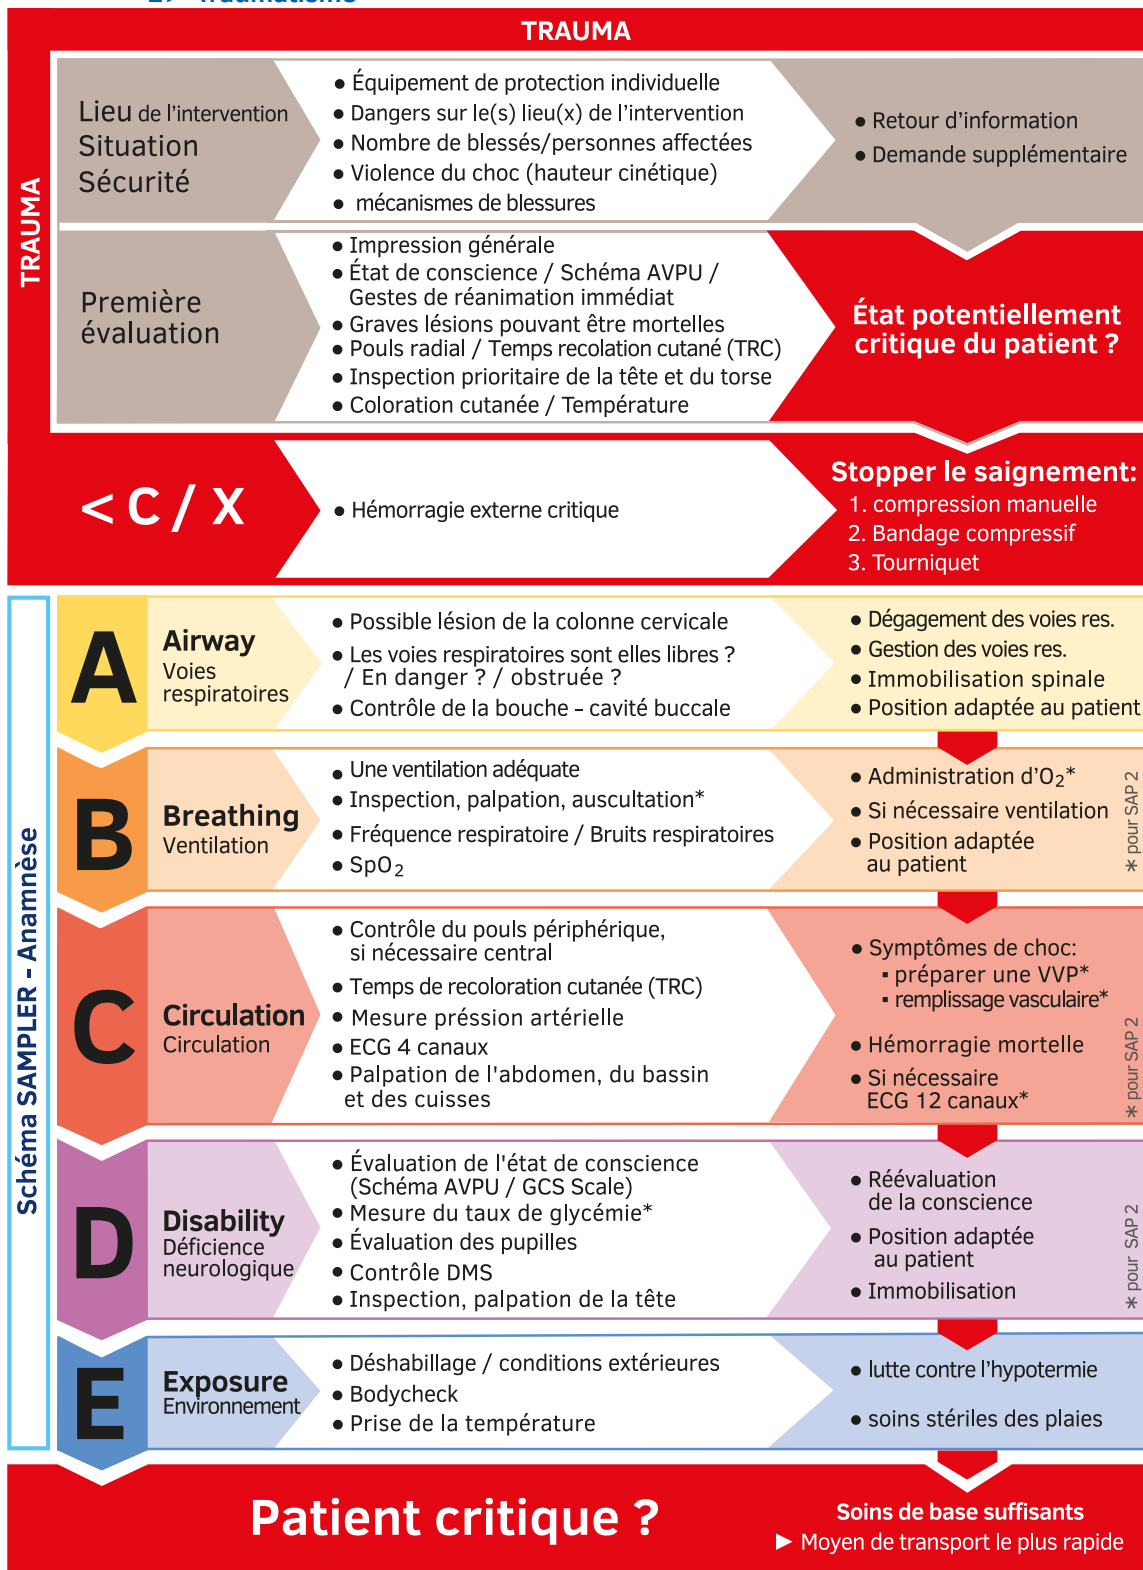 TRAUMA
TRAUMA
Lieu de l'intervention
Situation
Sécurité
● Équipement de protection individuelle
● Dangers sur le(s) lieu(x) de l'intervention
● Nombre de blessés/personnes affectées
● Violence du choc (hauteur cinétique)
● mécanismes de blessures
● Retour d'information
● Demande supplémentaire
Première
évaluation
● Impression générale
● État de conscience / Schéma AVPU /
Gestes de réanimation immédiat
● Graves lésions pouvant être mortelles
● Pouls radial / Temps recolation cutané (TRC)
● Inspection prioritaire de la tête et du torse
● Coloration cutanée / Température
État potentiellement
critique du patient ?
< C / X
● Hémorragie externe critique
Stopper le saignement:
1. compression manuelle
2. Bandage compressif
3. Tourniquet
Schéma SAMPLER - Anamnèse
A
Airway
Voies
respiratoires
● Possible lésion de la colonne cervicale
● Les voies respiratoires sont elles libres ?
/ En danger ? / obstruée ?
● Contrôle de la bouche - cavité buccale
● Dégagement des voies res.
● Gestion des voies res.
● Immobilisation spinale
● Position adaptée au patient
B
Breathing
Ventilation
● Une ventilation adéquate
● Inspection, palpation, auscultation*
● Fréquence respiratoire / Bruits respiratoires
● SpO2
● Administration d'O2*
● Si nécessaire ventilation
● Position adaptée
au patient
* pour SAP 2
C
Circulation
Circulation
● Contrôle du pouls périphérique,
si nécessaire central
● Temps de recoloration cutanée (TRC)
● Mesure préssion artérielle
● ECG 4 canaux
● Palpation de l'abdomen, du bassin
et des cuisses
● Symptômes de choc:
▪ préparer une VVP*
▪ remplissage vasculaire*
● Hémorragie mortelle
● Si nécessaire
ECG 12 canaux*
* pour SAP 2
D
Disability
Déficience
neurologique
● Évaluation de l'état de conscience
(Schéma AVPU / GCS Scale)
● Mesure du taux de glycémie*
● Évaluation des pupilles
● Contrôle DMS
● Inspection, palpation de la tête
● Réévaluation
de la conscience
● Position adaptée
au patient
● Immobilisation
* pour SAP 2
E
Exposure
Environnement
● Déshabillage / conditions extérieures
● Bodycheck
● Prise de la température
● lutte contre l'hypotermie
● soins stériles des plaies
Patient critique ?
Soins de base suffisants
► Moyen de transport le plus rapide